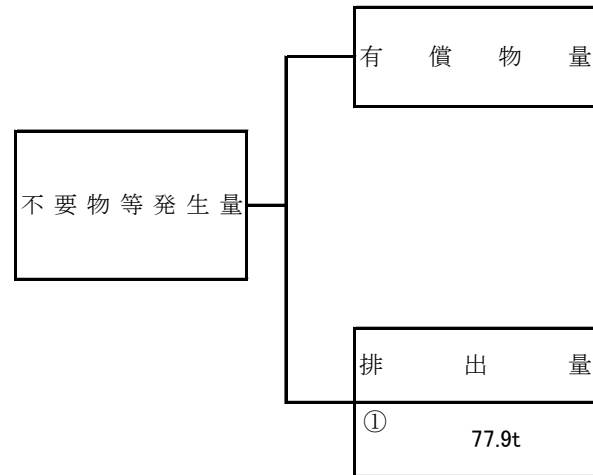 有償物量
不要物等発生量
排出量
①
77.9t